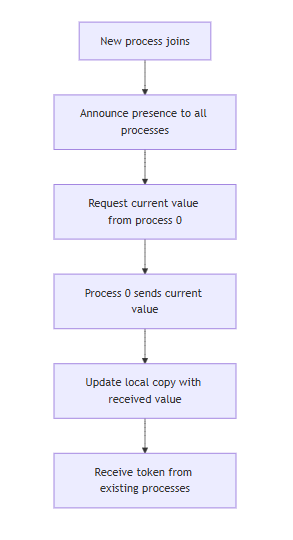 New process joins
Announce presence to all
processes
Request current value
from process 0
Process 0 sends current
value
Update local copy with
received value
Receive token from
existing processes